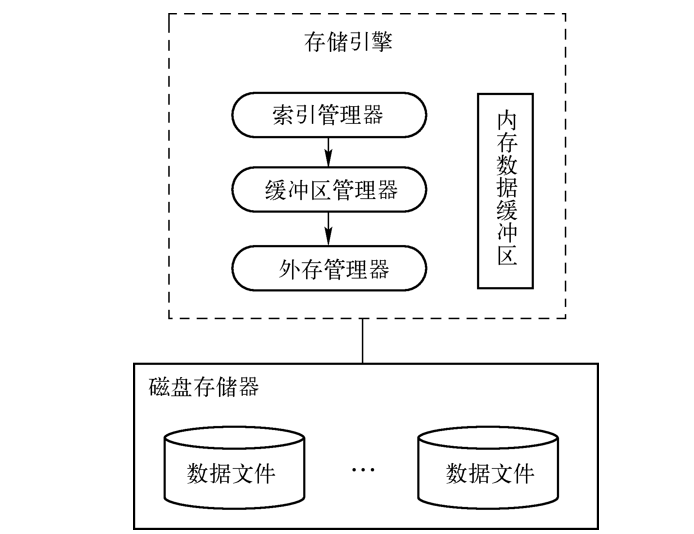 存储引擎
索引管理器
缓冲区管理器
外存管理器
内存数据缓冲区
磁盘存储器
数据文件
…
数据文件